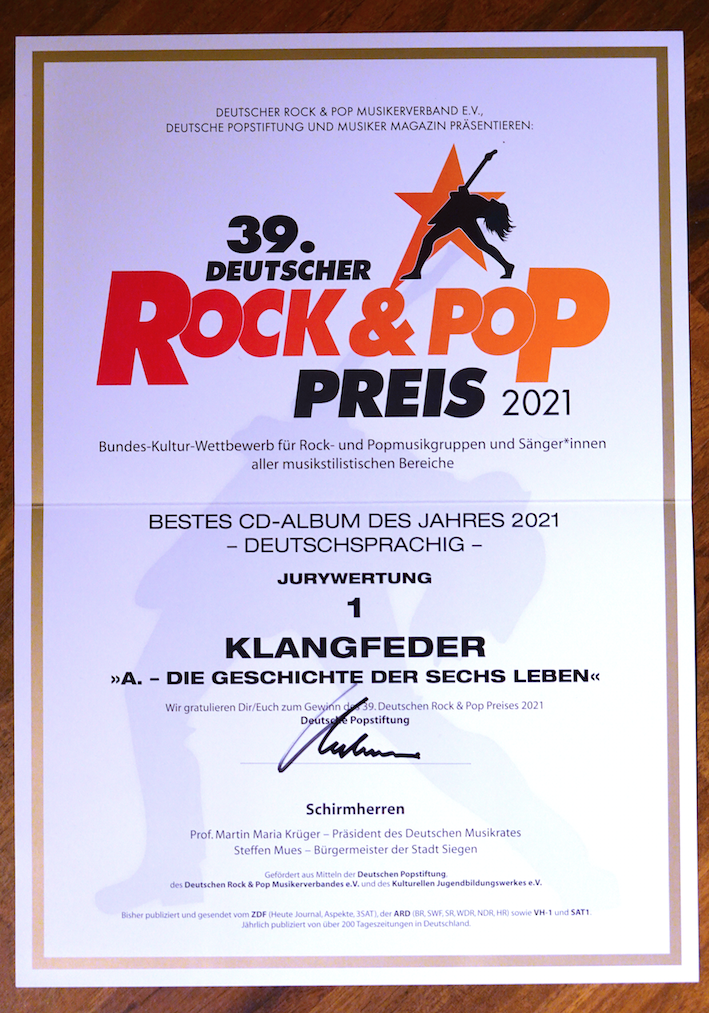 DEUTSCHER ROCK & POP MUSIKERVERBAND E.V.,
DEUTSCHE POPSTIFTUNG UND MUSIKER MAGAZIN PRÄSENTIEREN:
39.
DEUTSCHER
ROCK & POP
PREIS 2021
Bundes-Kultur-Wettbewerb für Rock- und Popmusikgruppen und Sänger*innen
aller musikstilistischen Bereiche
BESTES CD-ALBUM DES JAHRES 2021
– DEUTSCHSPRACHIG –
JURYWERTUNG
1
KLANGFEDER
»A. – DIE GESCHICHTE DER SECHS LEBEN«
Wir gratulieren Dir/Euch zum Gewinn des 39. Deutschen Rock & Pop Preises 2021
Deutsche Popstiftung
Schirmherren
Prof. Martin Maria Krüger – Präsident des Deutschen Musikrates
Steffen Mues – Bürgermeister der Stadt Siegen
Gefördert aus Mitteln der Deutschen Popstiftung,
des Deutschen Rock & Pop Musikerverbandes e.V. und des Kulturellen Jugendbildungswerkes e.V.
Bisher publiziert und gesendet vom ZDF (Heute Journal, Aspekte, 3SAT), der ARD (BR, SWF, SR, WDR, NDR, HR) sowie VH-1 und SAT1.
Jährlich publiziert von über 200 Tageszeitungen in Deutschland.